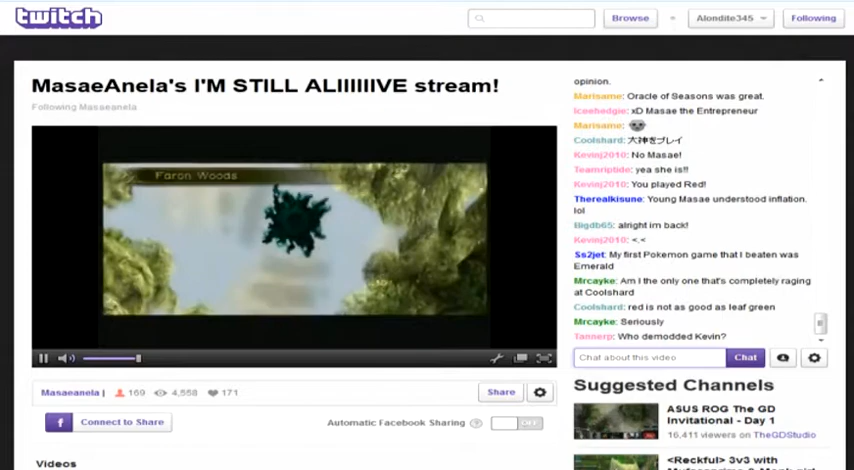 twitch
Browse
Alondite345
Following
MasaeAnela's I'M STILL ALIIIIIIVE stream!
Following Masaeanela
Faron Woods
opinion.
Marisame: Oracle of Seasons was great.
Iceehedgie: xD Masae the Entrepreneur
Marisame:
Coolshard: 大神をプレイ
Kevinj2010: No Masae!
Teamriptide: yea she is!!
Kevinj2010: You played Red!
Therealkisune: Young Masae understood inflation.
lol
Bigdb65: alright im back!
Kevinj2010: <.<
Ss2jet: My first Pokemon game that I beaten was
Emerald
Mrcayke: Am I the only one that's completely raging
at Coolshard
Coolshard: red is not as good as leaf green
Mrcayke: Seriously
Tannerp: Who demodded Kevin?
Chat about this video
Chat
Masaeanela |
169
4,558
171
Share
f
Connect to Share
Automatic Facebook Sharing
?
OFF
Videos
Suggested Channels
ASUS ROG The GD
Invitational - Day 1
16,411 viewers on TheGDStudio
<Reckful> 3v3 with